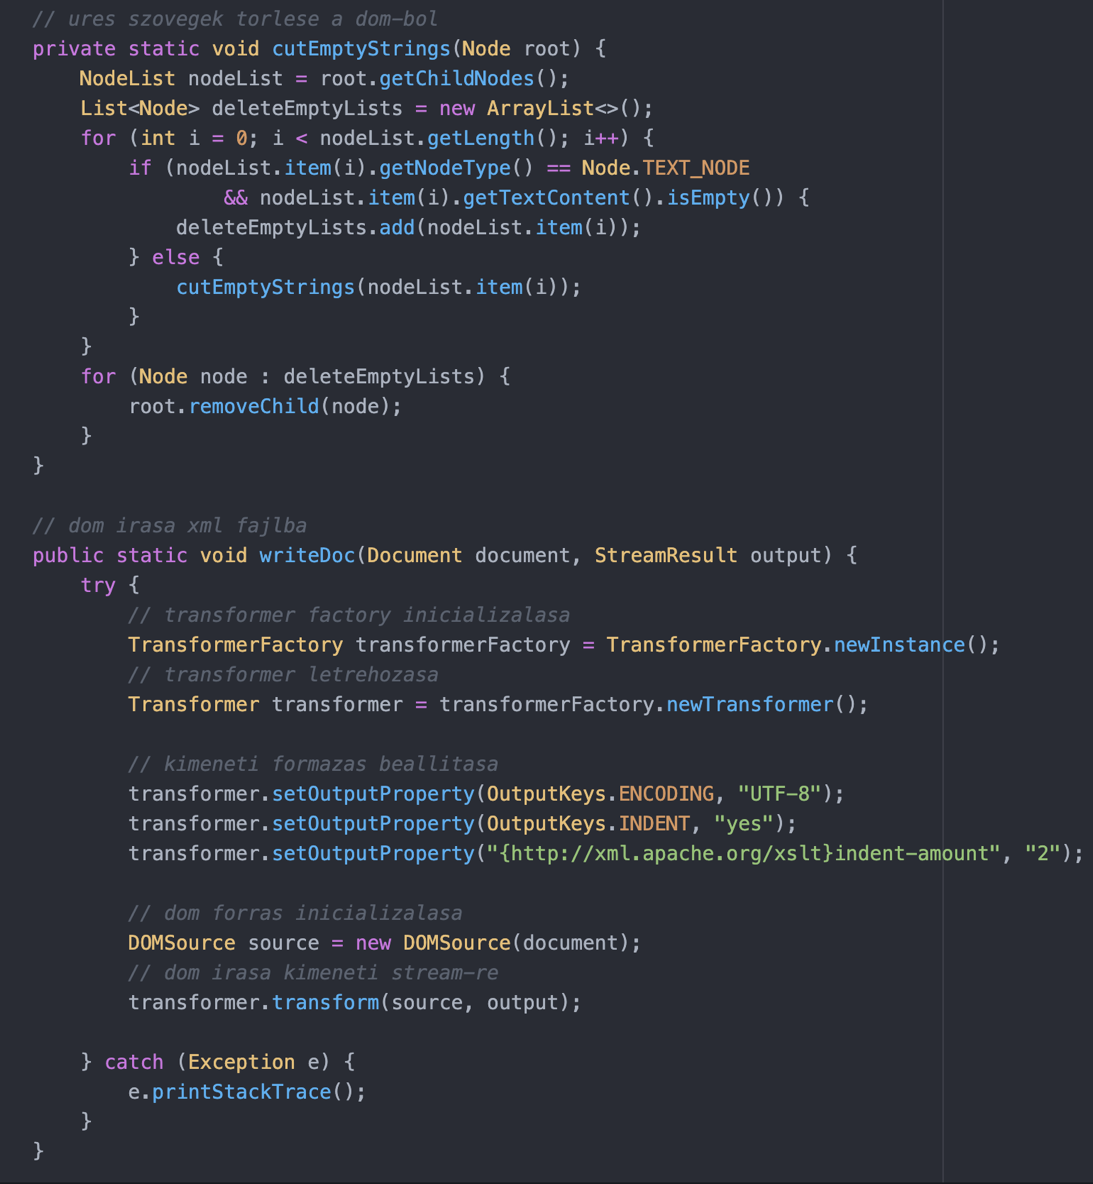 // ures szovegek torlese a dom-bol
private static void cutEmptyStrings(Node root) {
    NodeList nodeList = root.getChildNodes();
    List<Node> deleteEmptyLists = new ArrayList<>();
    for (int i = 0; i < nodeList.getLength(); i++) {
        if (nodeList.item(i).getNodeType() == Node.TEXT_NODE
                && nodeList.item(i).getTextContent().isEmpty()) {
            deleteEmptyLists.add(nodeList.item(i));
        } else {
            cutEmptyStrings(nodeList.item(i));
        }
    }
    for (Node node : deleteEmptyLists) {
        root.removeChild(node);
    }
}

// dom irasa xml fajlba
public static void writeDoc(Document document, StreamResult output) {
    try {
        // transformer factory inicializalasa
        TransformerFactory transformerFactory = TransformerFactory.newInstance();
        // transformer letrehozasa
        Transformer transformer = transformerFactory.newTransformer();

        // kimeneti formazas beallitasa
        transformer.setOutputProperty(OutputKeys.ENCODING, "UTF-8");
        transformer.setOutputProperty(OutputKeys.INDENT, "yes");
        transformer.setOutputProperty("{http://xml.apache.org/xslt}indent-amount", "2");

        // dom forras inicializalasa
        DOMSource source = new DOMSource(document);
        // dom irasa kimeneti stream-re
        transformer.transform(source, output);

    } catch (Exception e) {
        e.printStackTrace();
    }
}